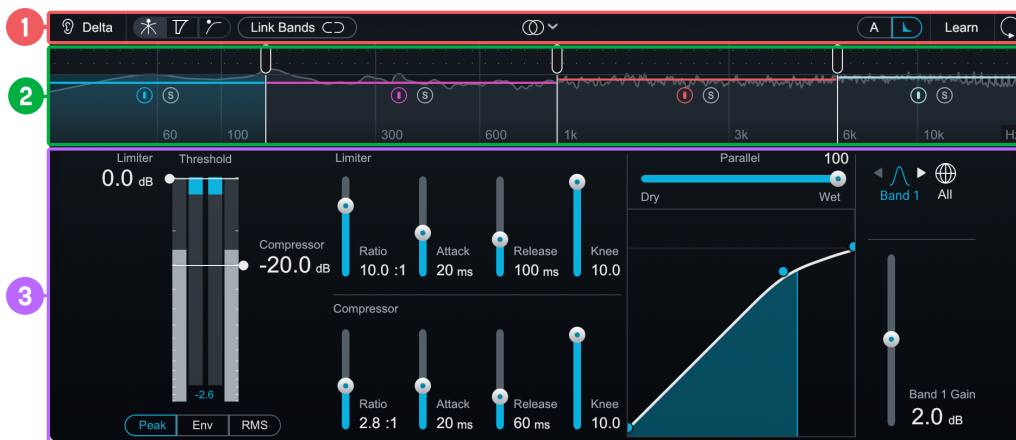 1
Delta
Link Bands
A
Learn
2
S
S
S
S
60
100
300
600
1k
3k
6k
10k
3
Limiter
0.0 dB
Threshold
Compressor
-20.0 dB
-2.6
Peak
Env
RMS
Limiter
Ratio
10.0 :1
Attack
20 ms
Release
100 ms
Knee
10.0
Compressor
Ratio
2.8 :1
Attack
20 ms
Release
60 ms
Knee
10.0
Parallel
100
Dry
Wet
Band 1
All
Band 1 Gain
2.0 dB